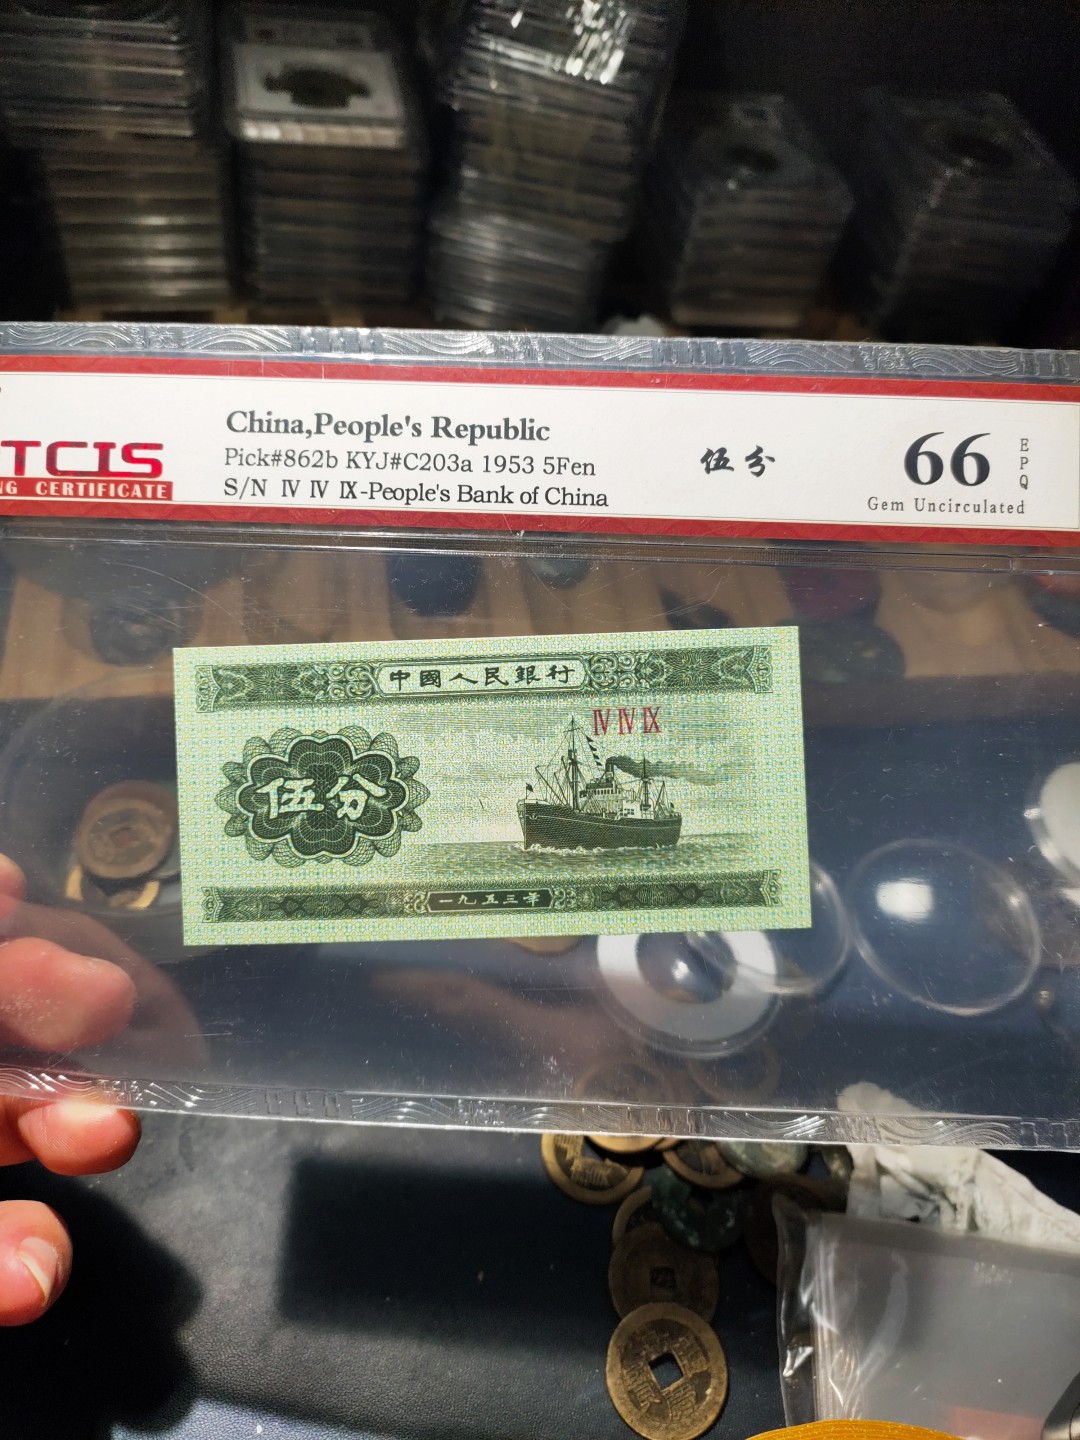 China,People's Republic
Pick#862b KYJ#C203a 1953 5Fen
S/N IV IV IX-People's Bank of China
伍分
66
EPQ
Gem Uncirculated
TCIS
NG CERTIFICATE
中國人民銀行
IV IV IX
伍分
一九五三年